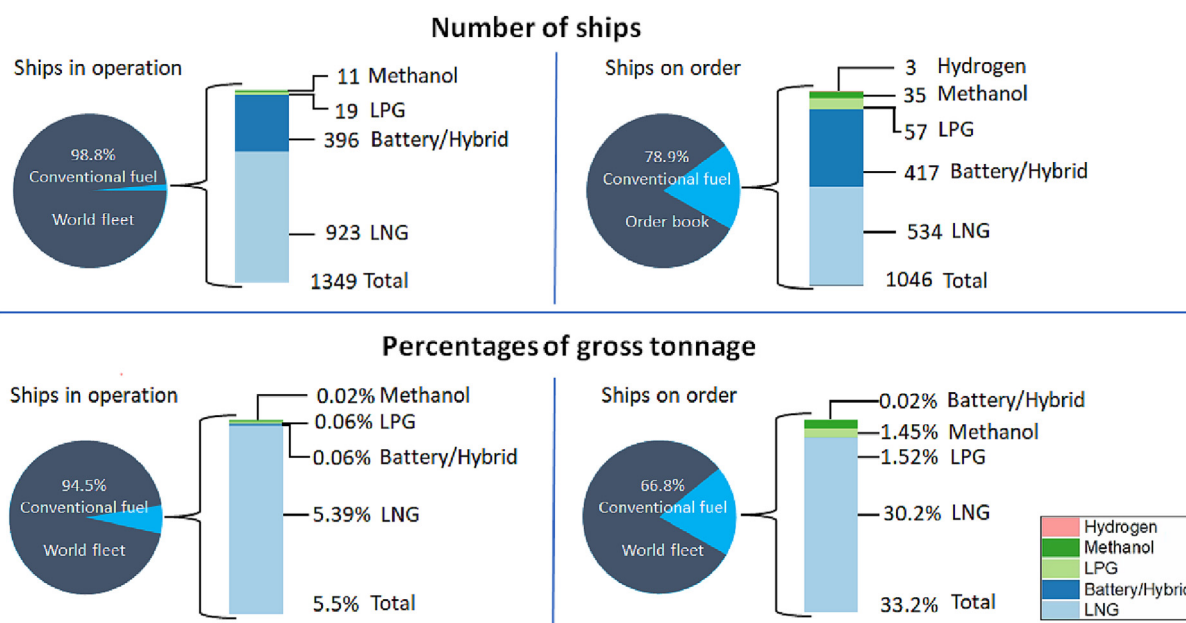 Number of ships
Ships in operation
98.8%
Conventional fuel
World fleet
11 Methanol
19 LPG
396 Battery/Hybrid
923 LNG
1349 Total
Ships on order
78.9%
Conventional fuel
Order book
3 Hydrogen
35 Methanol
57 LPG
417 Battery/Hybrid
534 LNG
1046 Total
Percentages of gross tonnage
Ships in operation
94.5%
Conventional fuel
World fleet
0.02% Methanol
0.06% LPG
0.06% Battery/Hybrid
5.39% LNG
5.5% Total
Ships on order
66.8%
Conventional fuel
World fleet
0.02% Battery/Hybrid
1.45% Methanol
1.52% LPG
30.2% LNG
33.2% Total
Hydrogen
Methanol
LPG
Battery/Hybrid
LNG